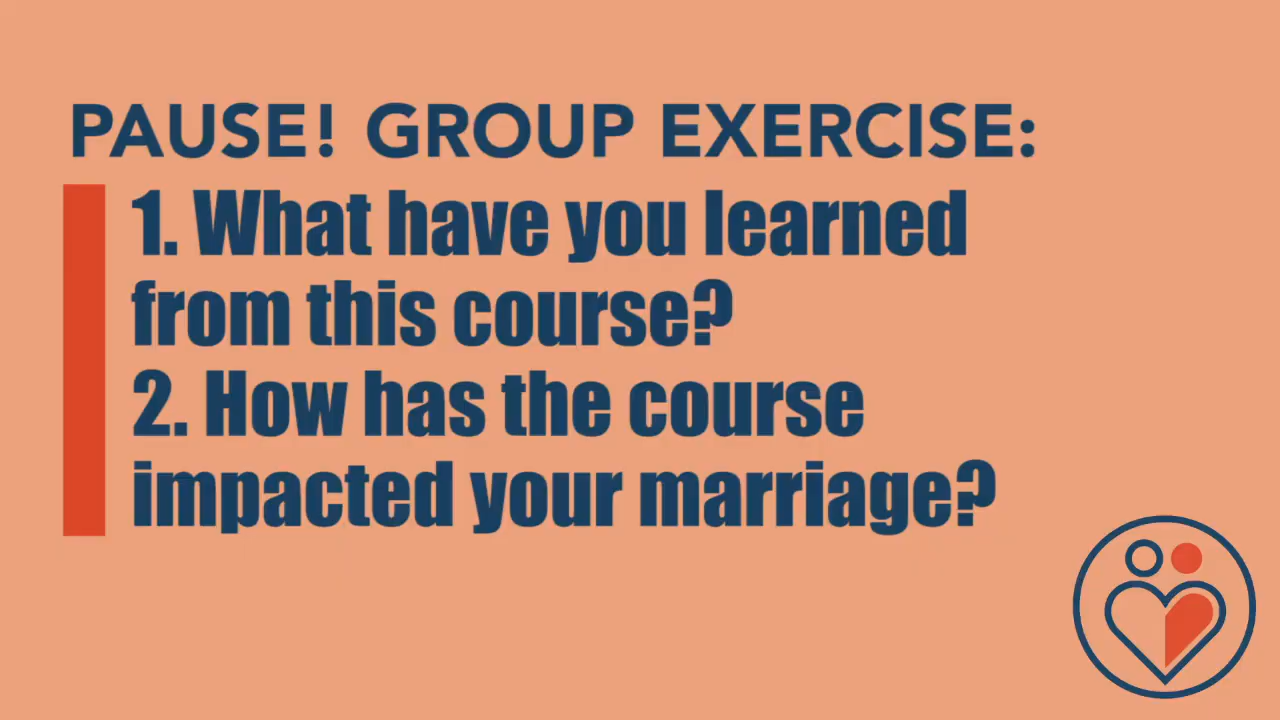 PAUSE! GROUP EXERCISE:
1. What have you learned
from this course?
2. How has the course
impacted your marriage?